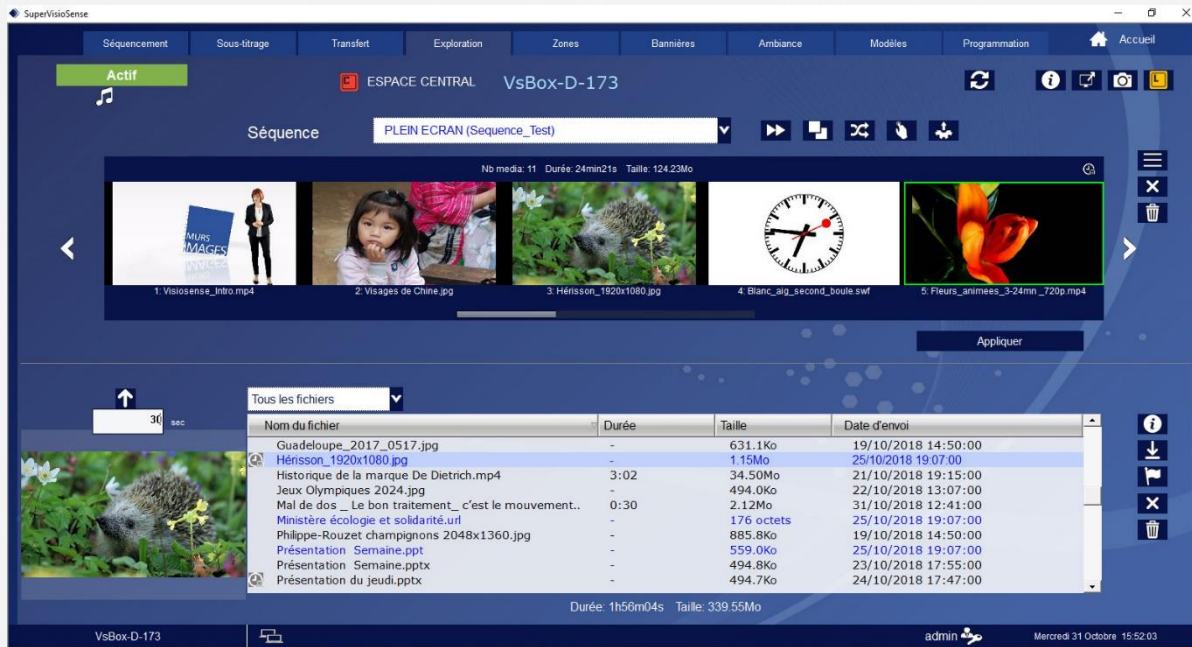 SuperVisioSense
Séquencement Sous-titrage Transfert Exploration Zones Bannières Ambiance Modèles Programmation Accueil
Actif
ESPACE CENTRAL VsBox-D-173
Séquence PLEIN ECRAN (Sequence_Test)
Nb media: 11 Durée: 24min21s Taille: 124.23Mo
MURS
IMAGES
1: Visiosense_Intro.mp4 2: Visages de Chine.jpg 3: Hérisson_1920x1080.jpg 4: Blanc_aig_second_boule.swf 5: Fleurs_animees_3-24mn _720p.mp4
Appliquer
Tous les fichiers
30 sec
Nom du fichier Durée Taille Date d'envoi
Guadeloupe_2017_0517.jpg - 631.1Ko 19/10/2018 14:50:00
Hérisson_1920x1080.jpg - 1.15Mo 25/10/2018 19:07:00
Historique de la marque De Dietrich.mp4 3:02 34.50Mo 21/10/2018 19:15:00
Jeux Olympiques 2024.jpg - 494.0Ko 22/10/2018 13:07:00
Mal de dos _ Le bon traitement_ c'est le mouvement.. 0:30 2.12Mo 31/10/2018 12:41:00
Ministère écologie et solidarité.url - 176 octets 25/10/2018 19:07:00
Philippe-Rouzet champignons 2048x1360.jpg - 885.8Ko 19/10/2018 14:50:00
Présentation Semaine.ppt - 559.0Ko 25/10/2018 19:07:00
Présentation Semaine.pptx - 494.8Ko 23/10/2018 17:55:00
Présentation du jeudi.pptx - 494.7Ko 24/10/2018 17:47:00
Durée: 1h56m04s Taille: 339.55Mo
VsBox-D-173 admin Mercredi 31 Octobre 15:52:03